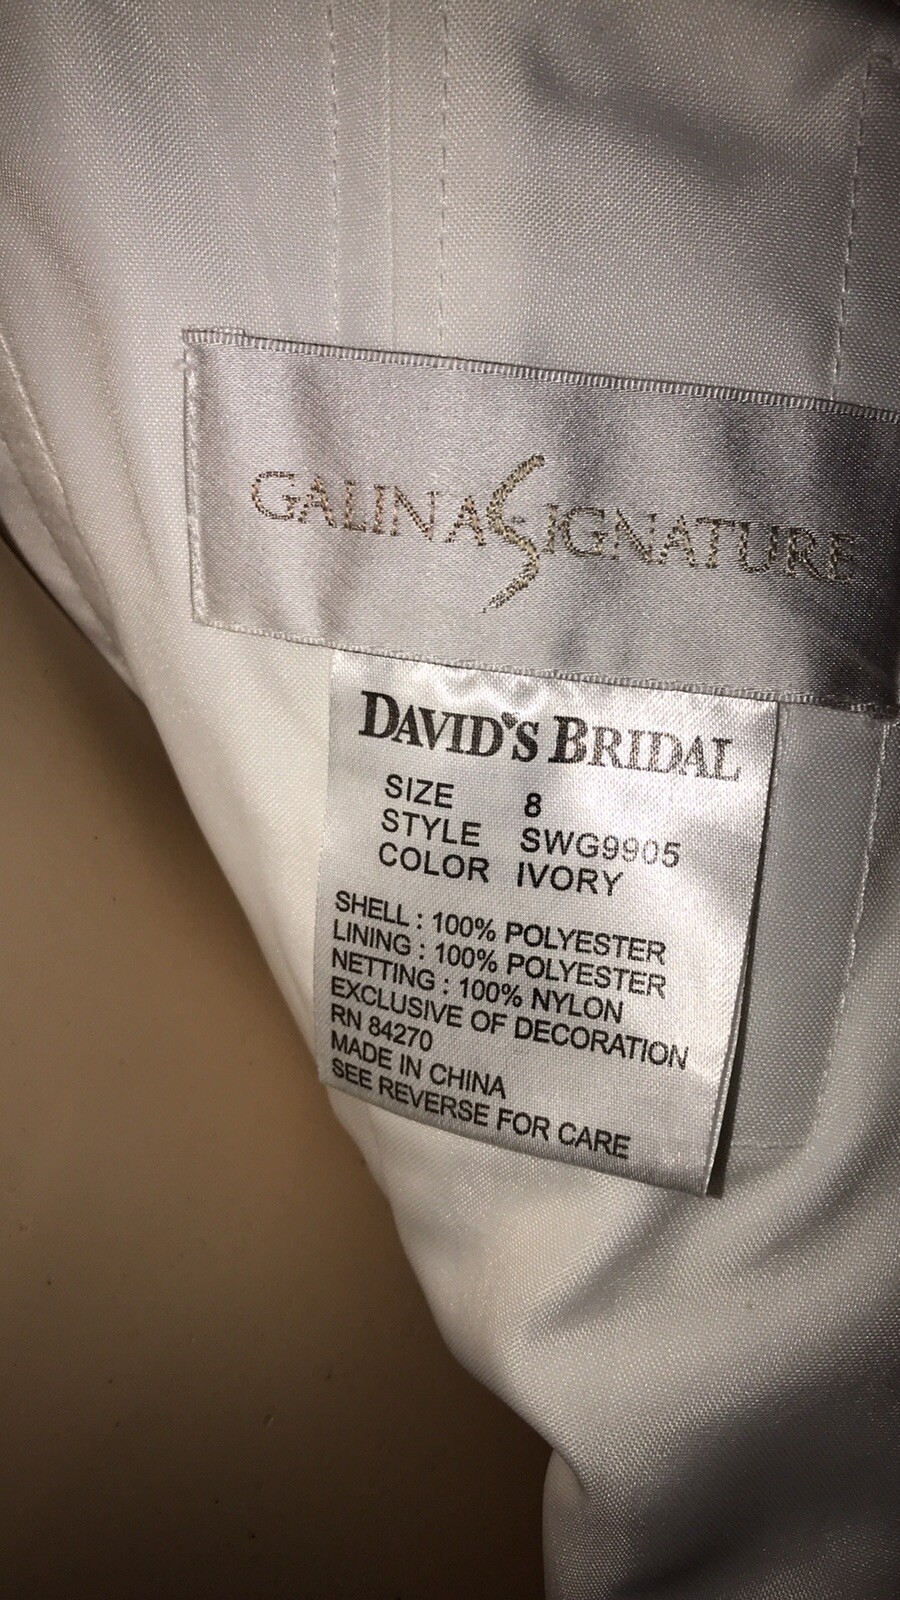 GALINA SIGNATURE
DAVID'S BRIDAL
SIZE 8
STYLE SWG9905
COLOR IVORY
SHELL : 100% POLYESTER
LINING : 100% POLYESTER
NETTING : 100% NYLON
EXCLUSIVE OF DECORATION
RN 84270
MADE IN CHINA
SEE REVERSE FOR CARE